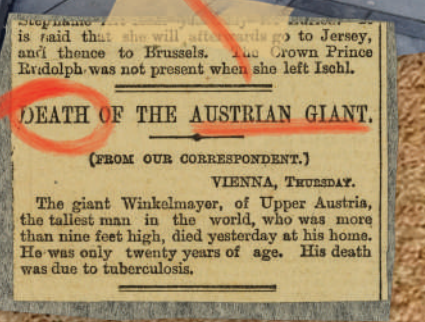 is said that she will afterwards go to Jersey,
and thence to Brussels. The Crown Prince
Rudolph was not present when she left Ischl.
DEATH OF THE AUSTRIAN GIANT.
(FROM OUR CORRESPONDENT.)
VIENNA, THURSDAY.
The giant Winkelmayer, of Upper Austria,
the tallest man in the world, who was more
than nine feet high, died yesterday at his home.
He was only twenty years of age. His death
was due to tuberculosis.